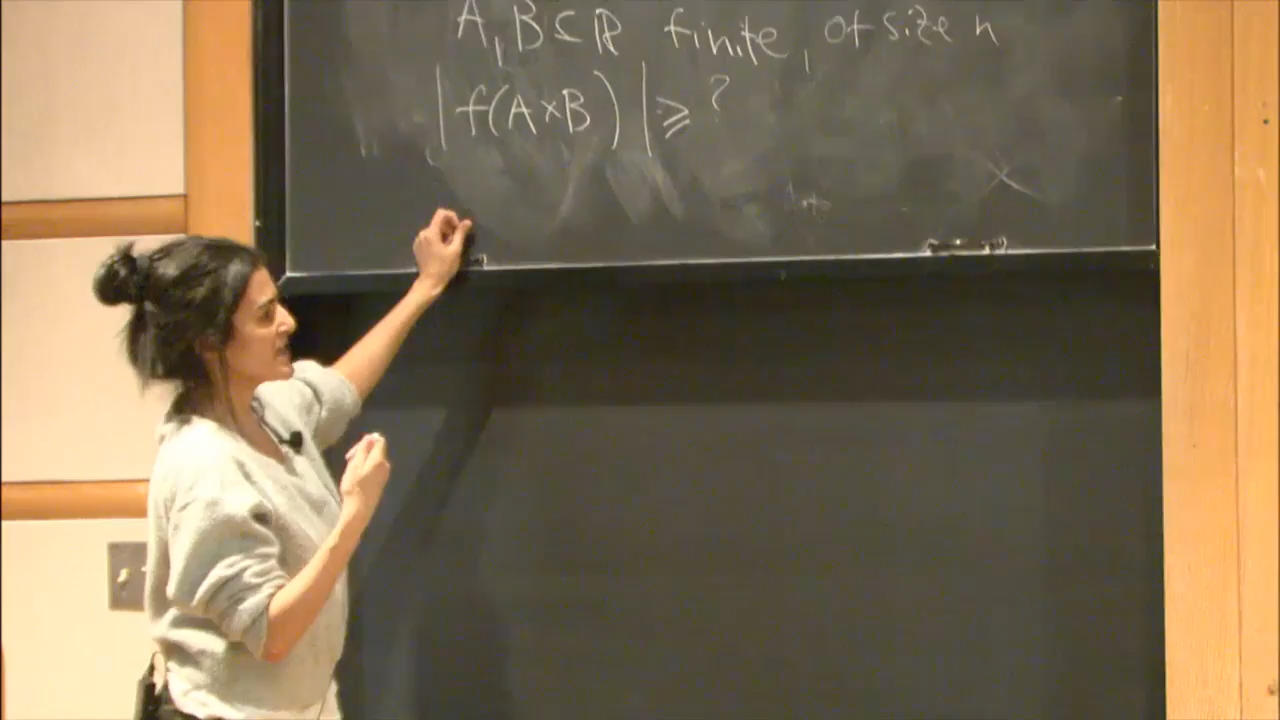 A, B ⊆ ℝ finite, of size n
|f(A×B)| ≥ ?